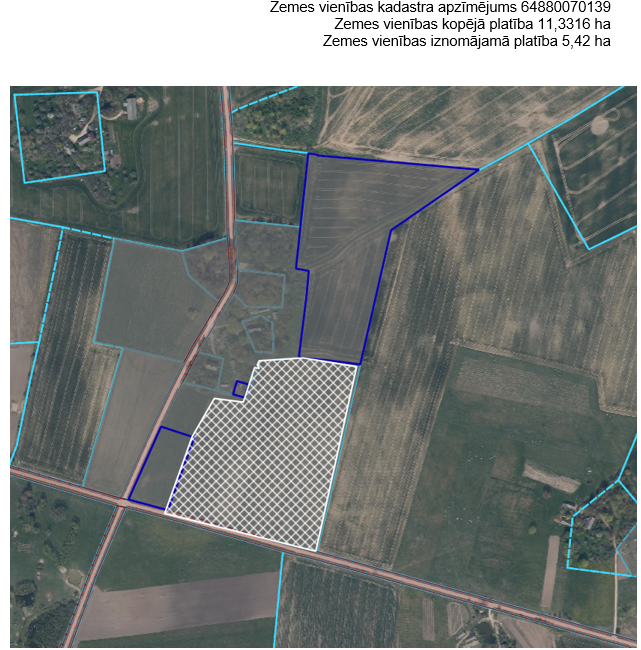 Zemes vienības kadastra apzīmējums 64880070139
Zemes vienības kopējā platība 11,3316 ha
Zemes vienības iznomājamā platība 5,42 ha